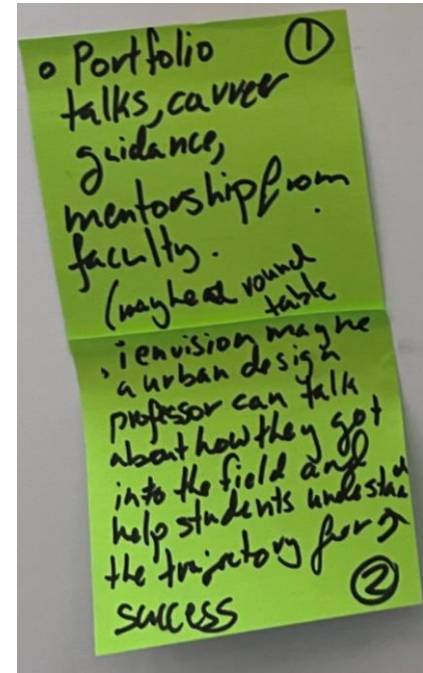 • Portfolio ①
talks, carrer
guidance,
mentorship from
faculty.
(maybe a round
table
, i envision maybe
a urban design
professor can talk
about how they got
into the field and
help students understand
the trajectory for →
success ②